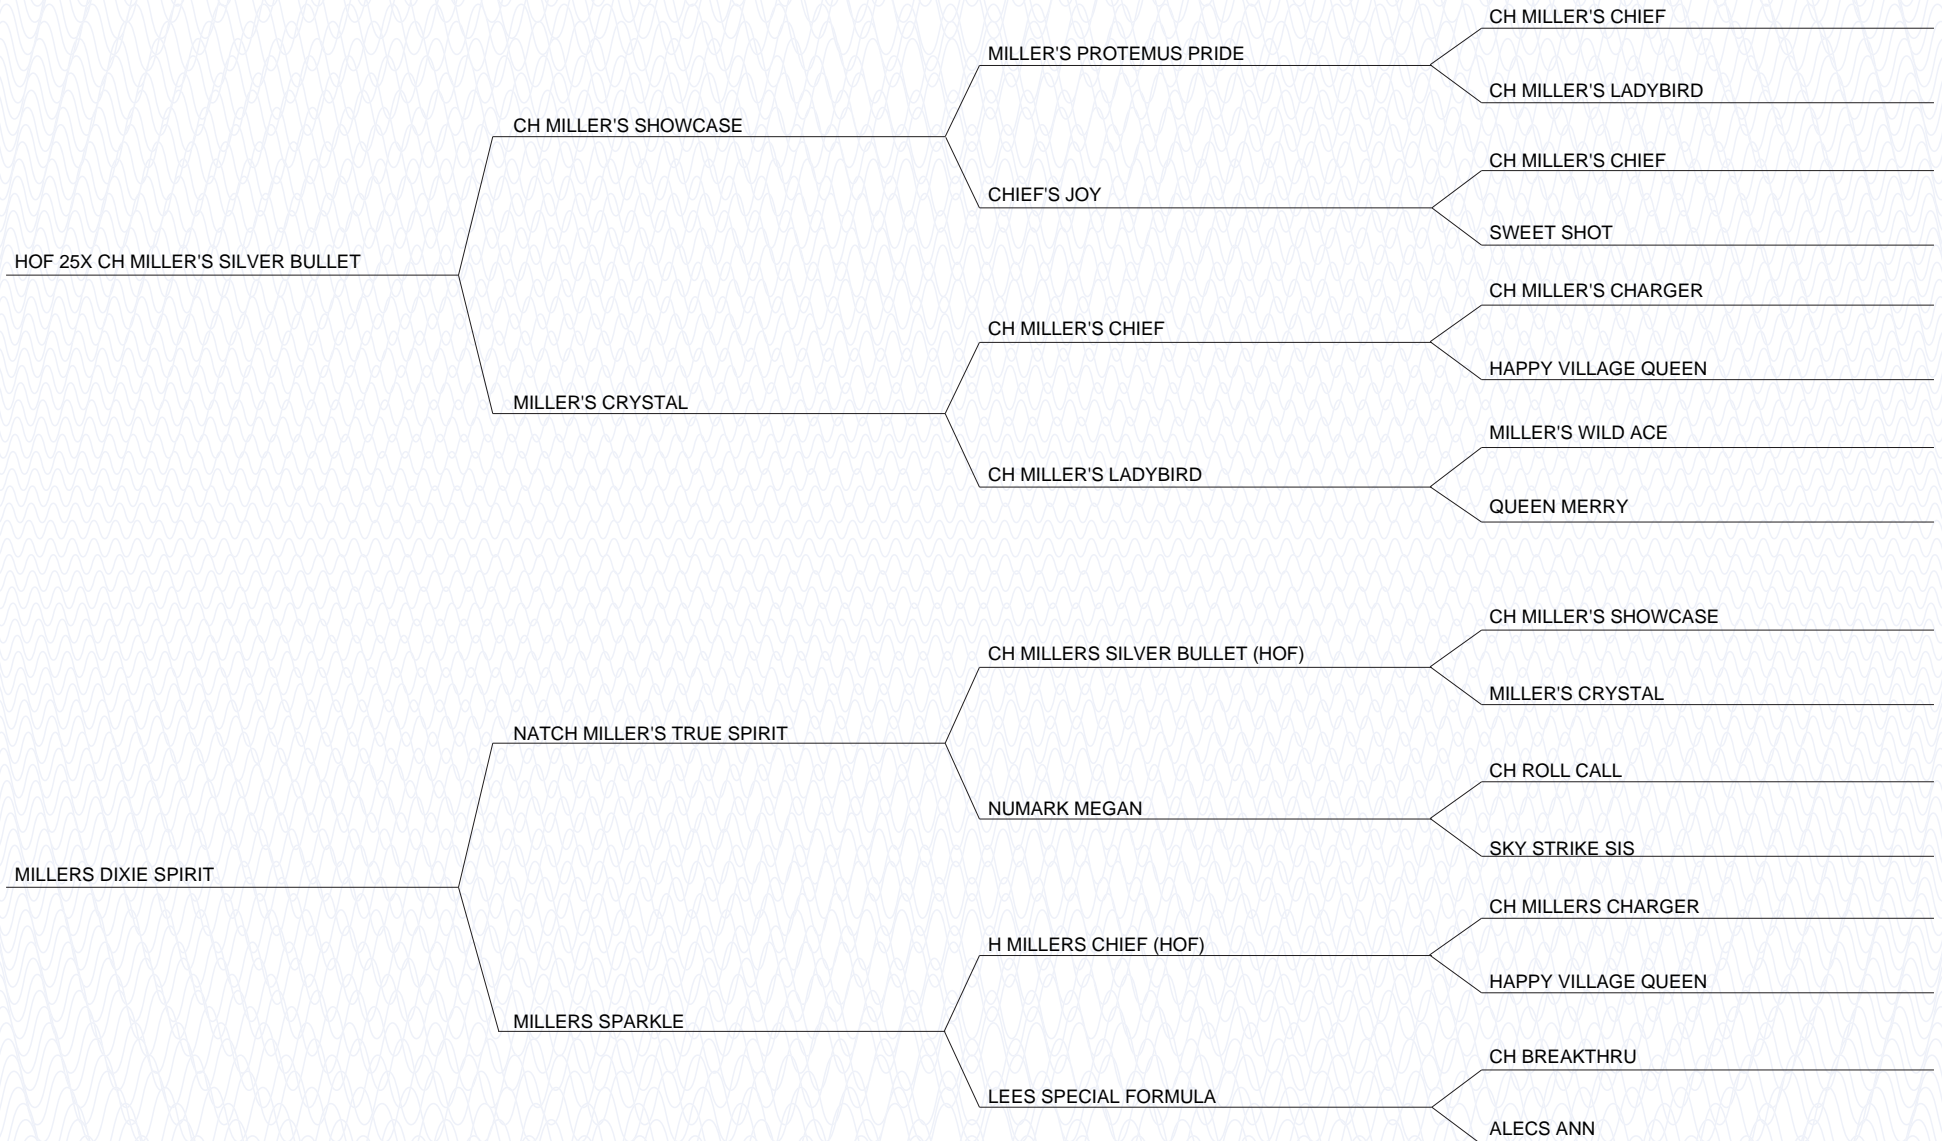 CH MILLER'S CHIEF
MILLER'S PROTEMUS PRIDE
CH MILLER'S LADYBIRD
CH MILLER'S SHOWCASE
CH MILLER'S CHIEF
CHIEF'S JOY
SWEET SHOT
HOF 25X CH MILLER'S SILVER BULLET
CH MILLER'S CHARGER
CH MILLER'S CHIEF
HAPPY VILLAGE QUEEN
MILLER'S CRYSTAL
MILLER'S WILD ACE
CH MILLER'S LADYBIRD
QUEEN MERRY
CH MILLER'S SHOWCASE
CH MILLERS SILVER BULLET (HOF)
MILLER'S CRYSTAL
NATCH MILLER'S TRUE SPIRIT
CH ROLL CALL
NUMARK MEGAN
SKY STRIKE SIS
MILLERS DIXIE SPIRIT
CH MILLERS CHARGER
H MILLERS CHIEF (HOF)
HAPPY VILLAGE QUEEN
MILLERS SPARKLE
CH BREAKTHRU
LEES SPECIAL FORMULA
ALECS ANN